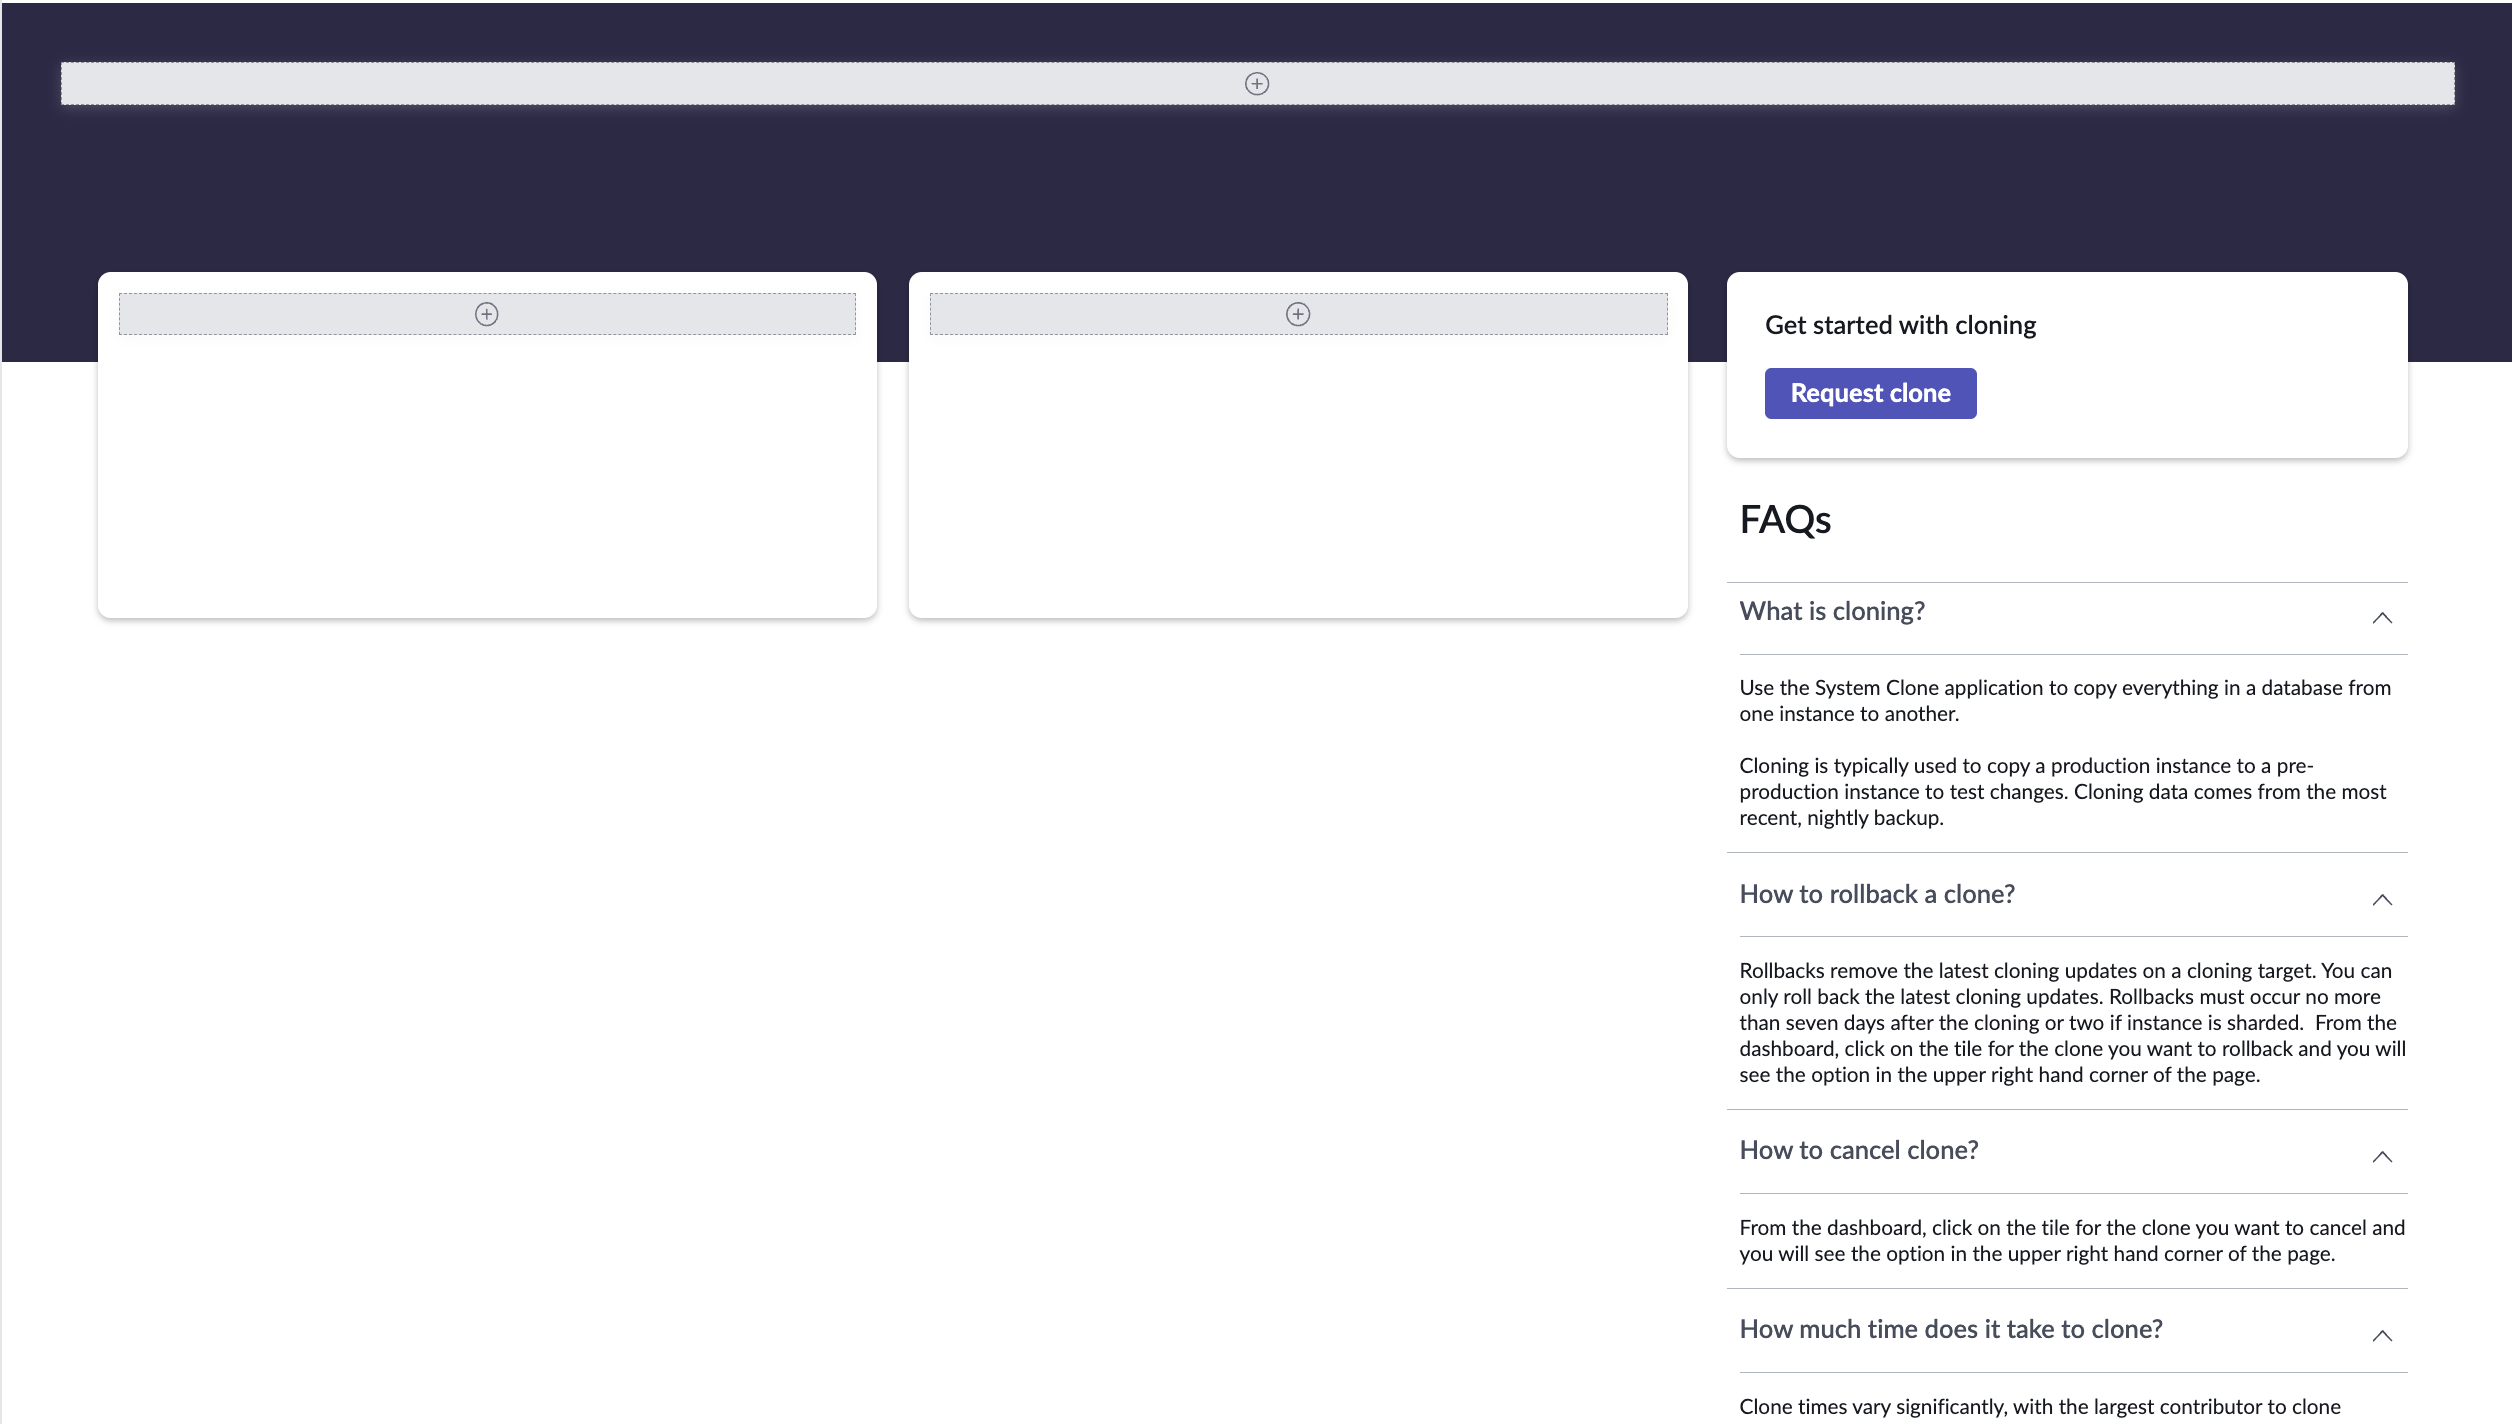 Get started with cloning
Request clone
FAQs
What is cloning?
Use the System Clone application to copy everything in a database from
one instance to another.
Cloning is typically used to copy a production instance to a pre-
production instance to test changes. Cloning data comes from the most
recent, nightly backup.
How to rollback a clone?
Rollbacks remove the latest cloning updates on a cloning target. You can
only roll back the latest cloning updates. Rollbacks must occur no more
than seven days after the cloning or two if instance is sharded.  From the
dashboard, click on the tile for the clone you want to rollback and you will
see the option in the upper right hand corner of the page.
How to cancel clone?
From the dashboard, click on the tile for the clone you want to cancel and
you will see the option in the upper right hand corner of the page.
How much time does it take to clone?
Clone times vary significantly, with the largest contributor to clone